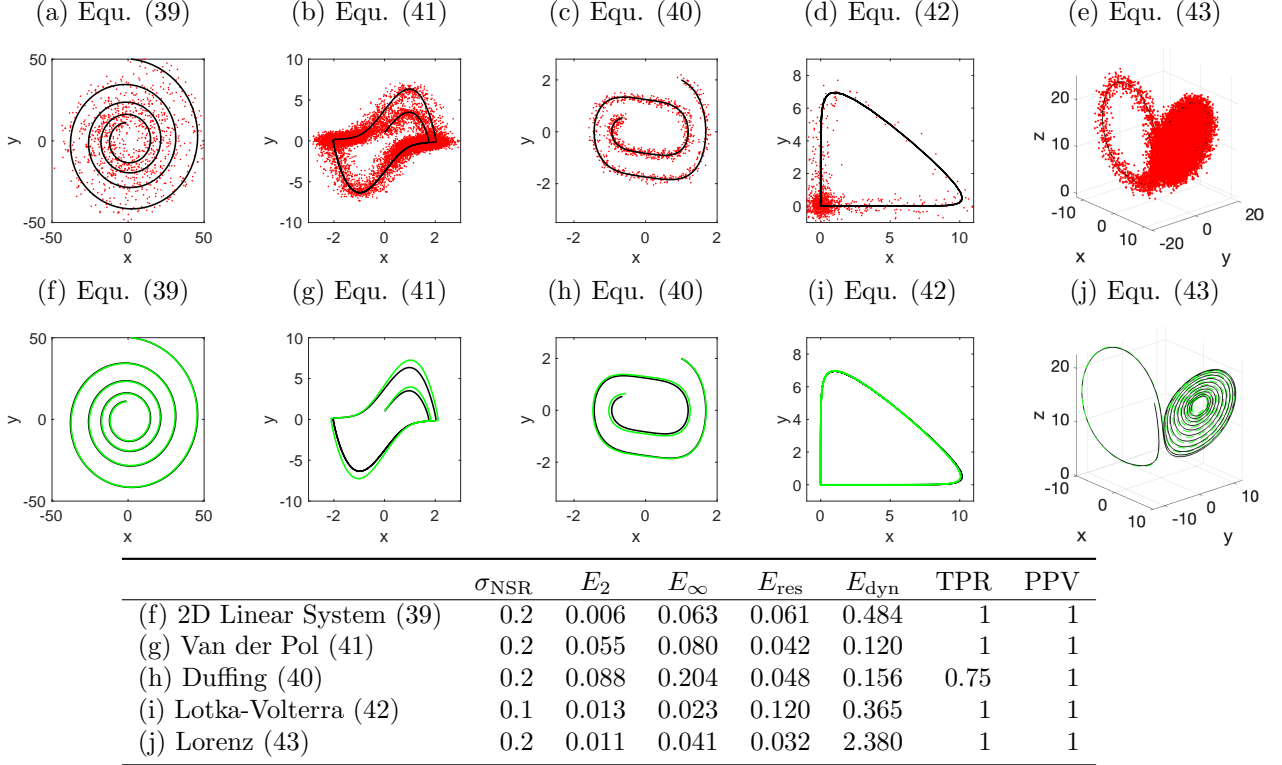 (a) Equ. (39)
(b) Equ. (41)
(c) Equ. (40)
(d) Equ. (42)
(e) Equ. (43)
50
0
-50
y
-50
0
50
x
10
5
0
-5
-10
y
-2
0
2
x
2
0
-2
y
-2
0
2
x
8
6
4
2
0
y
0
5
10
x
20
10
0
z
-10
0
10
x
-20
0
20
y
(f) Equ. (39)
(g) Equ. (41)
(h) Equ. (40)
(i) Equ. (42)
(j) Equ. (43)
50
0
-50
y
-50
0
50
x
10
5
0
-5
-10
y
-2
0
2
x
2
0
-2
y
-2
0
2
x
8
6
4
2
0
y
0
5
10
x
20
10
0
z
-10
0
10
x
-10
0
10
y
σNSR E2 E∞ Eres Edyn TPR PPV
(f) 2D Linear System (39) 0.2 0.006 0.063 0.061 0.484 1 1
(g) Van der Pol (41) 0.2 0.055 0.080 0.042 0.120 1 1
(h) Duffing (40) 0.2 0.088 0.204 0.048 0.156 0.75 1
(i) Lotka-Volterra (42) 0.1 0.013 0.023 0.120 0.365 1 1
(j) Lorenz (43) 0.2 0.011 0.041 0.032 2.380 1 1